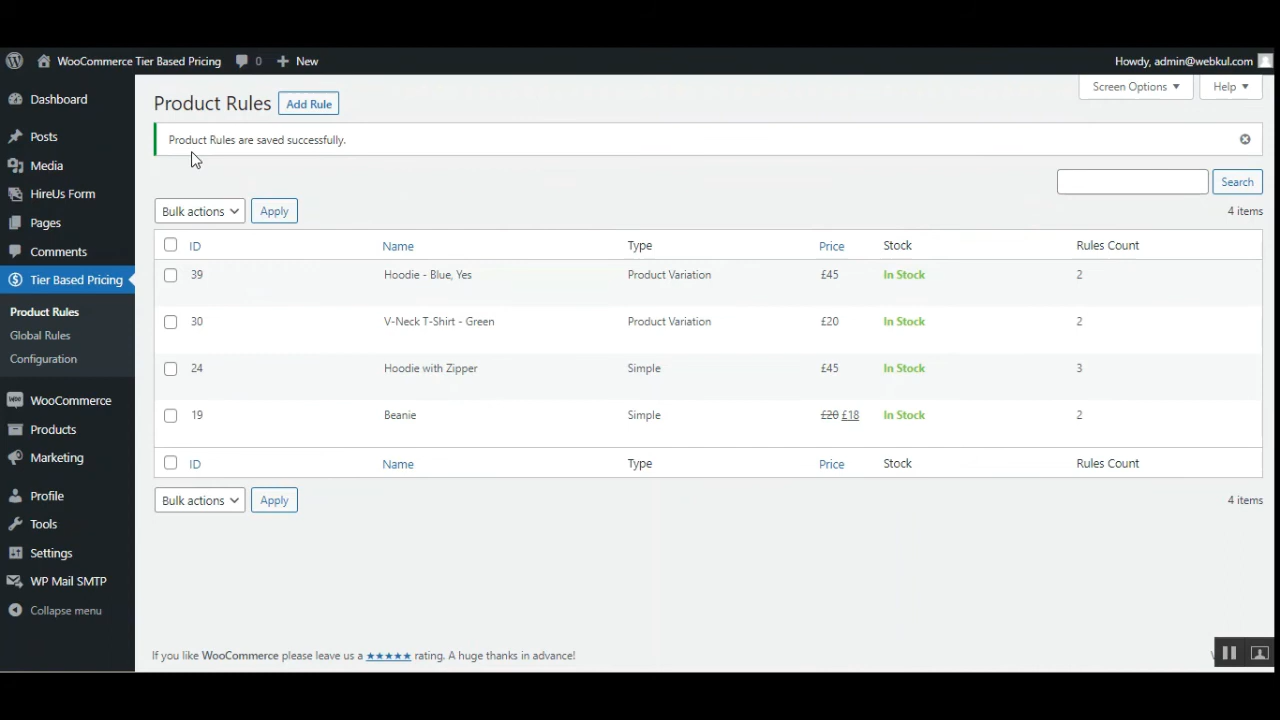 WooCommerce Tier Based Pricing 0 New Howdy, admin@webkul.com
Screen Options Help
Dashboard
Posts
Media
HireUs Form
Pages
Comments
Tier Based Pricing
Product Rules
Global Rules
Configuration
WooCommerce
Products
Marketing
Profile
Tools
Settings
WP Mail SMTP
Collapse menu
Product Rules Add Rule
Product Rules are saved successfully.
Search
Bulk actions Apply 4 items
ID Name Type Price Stock Rules Count
39 Hoodie - Blue, Yes Product Variation £45 In Stock 2
30 V-Neck T-Shirt - Green Product Variation £20 In Stock 2
24 Hoodie with Zipper Simple £45 In Stock 3
19 Beanie Simple £20 £18 In Stock 2
ID Name Type Price Stock Rules Count
Bulk actions Apply 4 items
If you like WooCommerce please leave us a ★★★★★ rating. A huge thanks in advance!